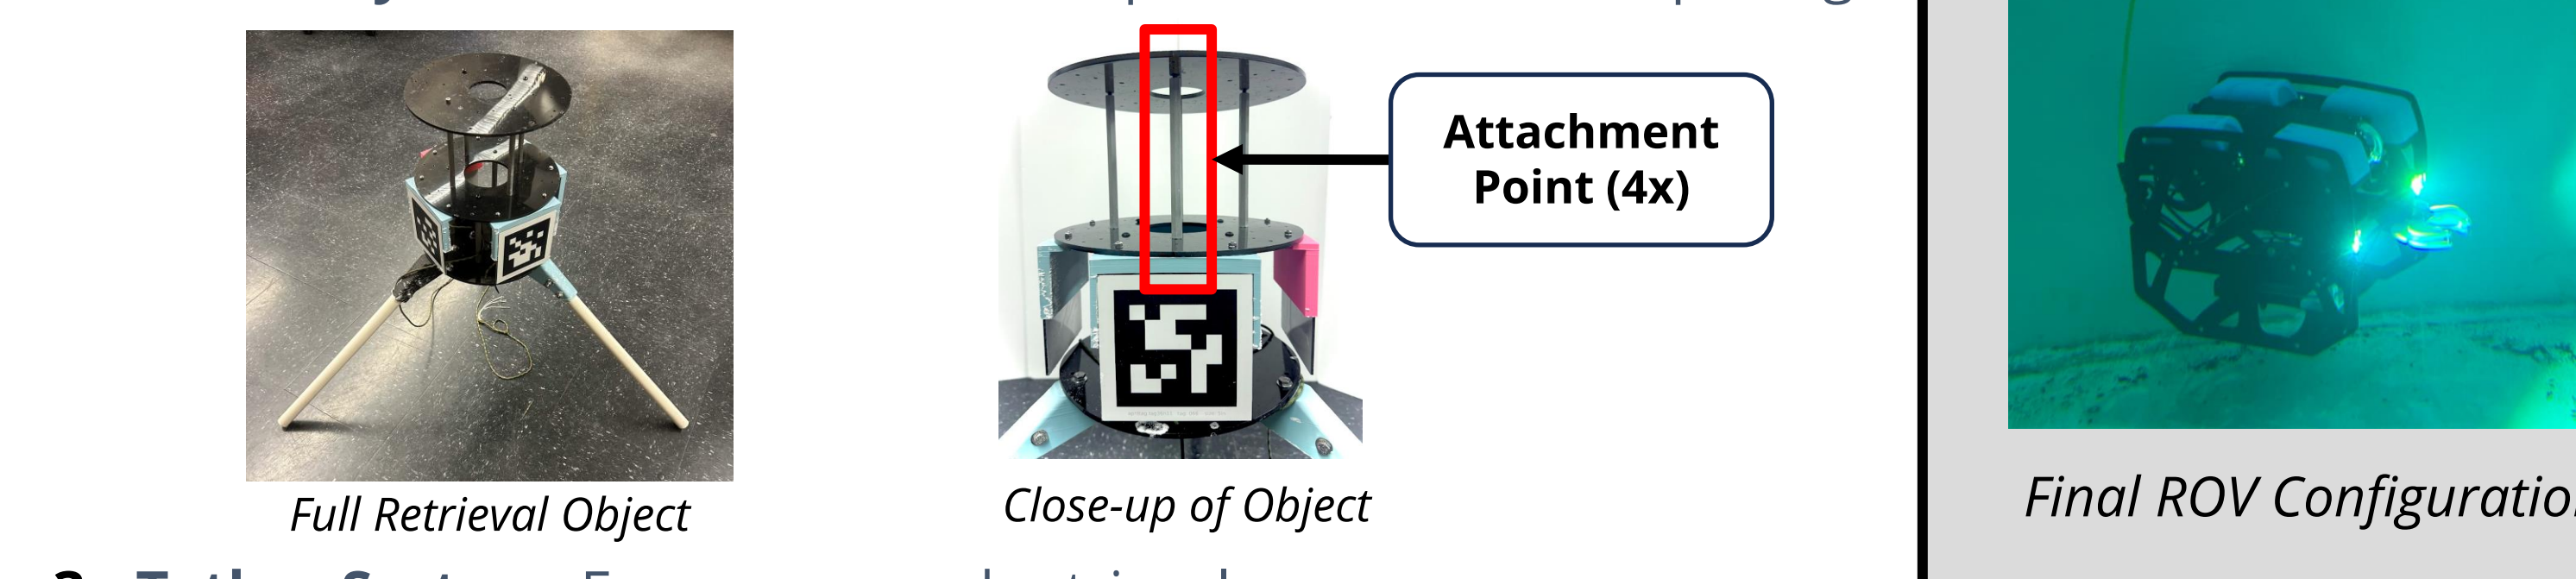 Attachment
Point (4x)
Full Retrieval Object
Close-up of Object
Final ROV Configuratio